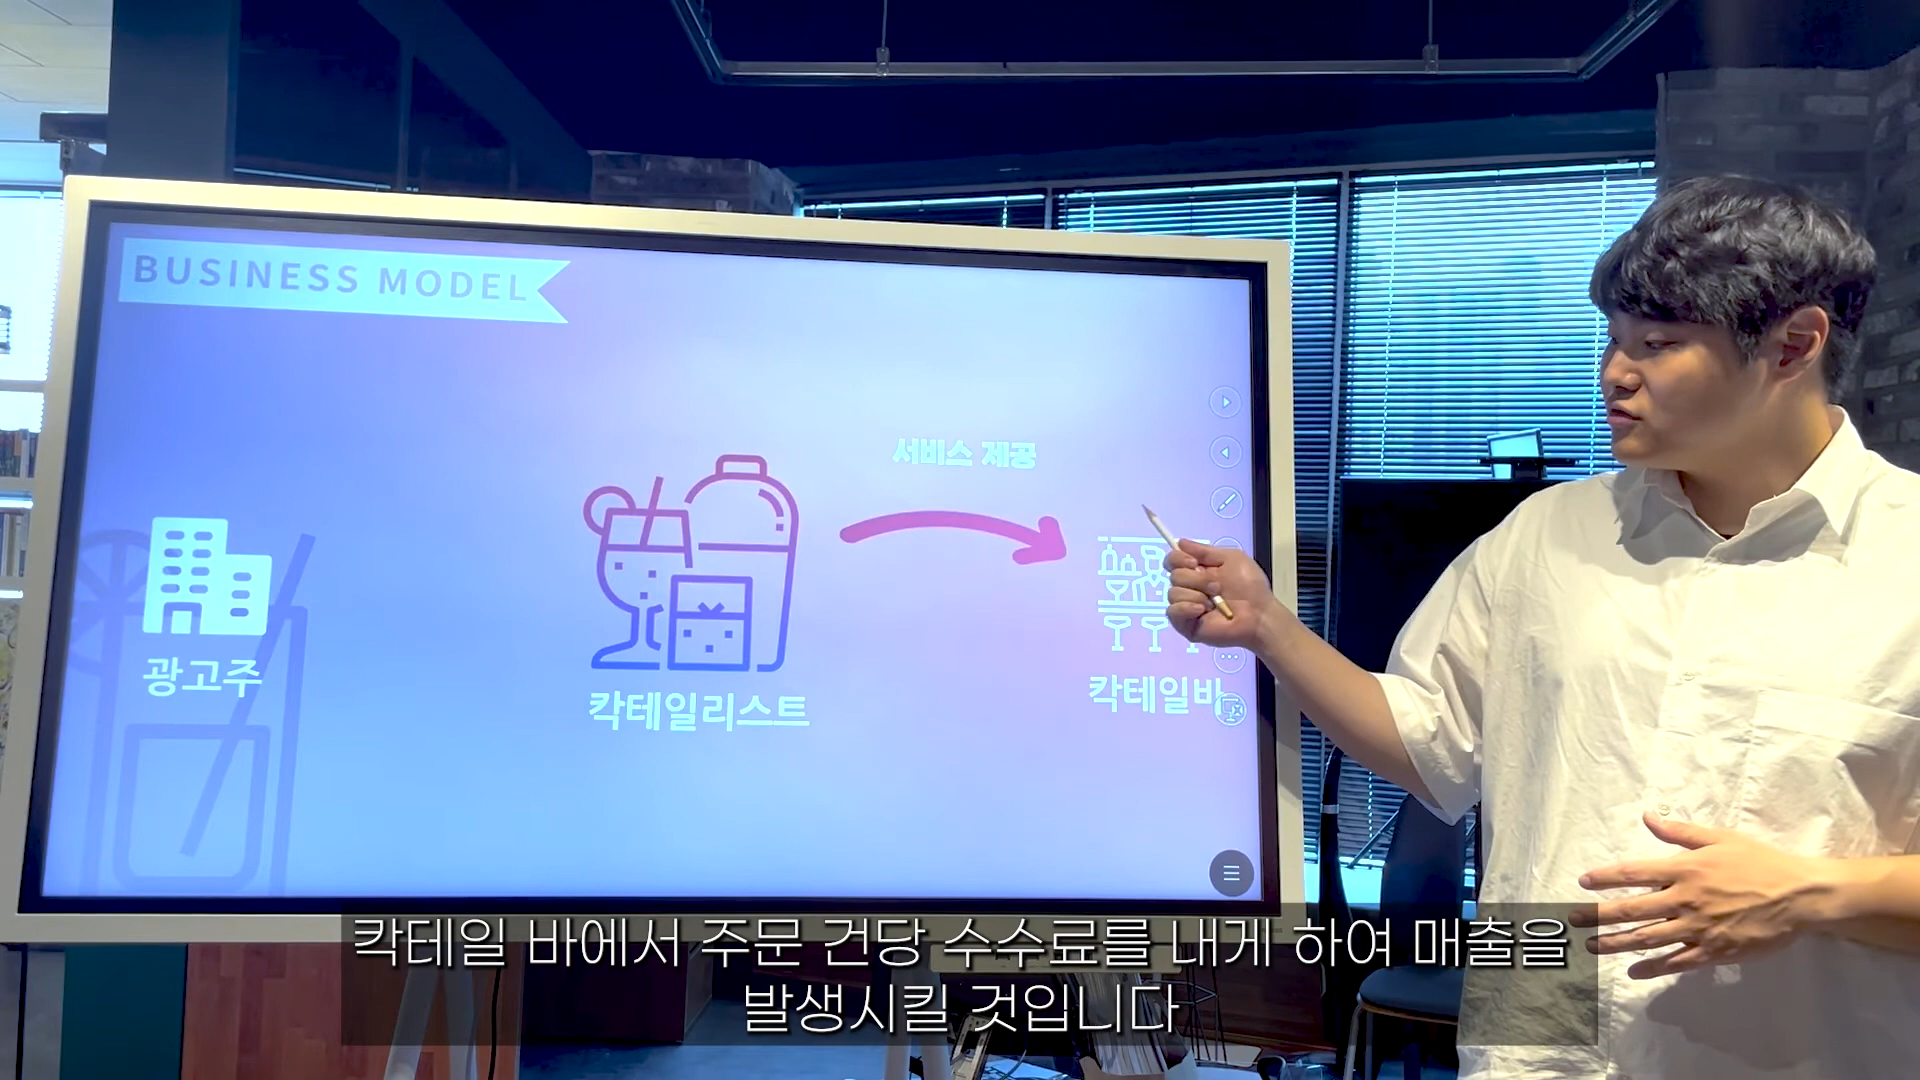 BUSINESS MODEL
서비스 제공
광고주
칵테일리스트
칵테일바
칵테일 바에서 주문 건당 수수료를 내게 하여 매출을
발생시킬 것입니다